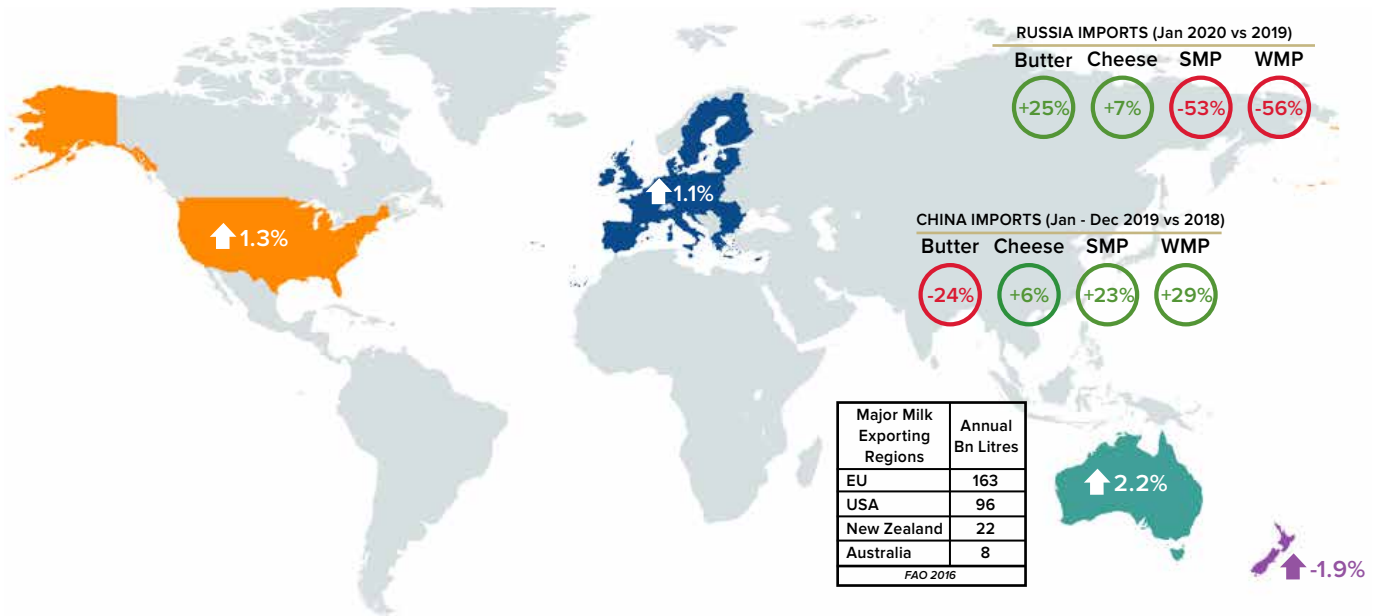 RUSSIA IMPORTS (Jan 2020 vs 2019)
Butter Cheese SMP WMP
+25% +7% -53% -56%
1.1%
1.3%
CHINA IMPORTS (Jan - Dec 2019 vs 2018)
Butter Cheese SMP WMP
-24% +6% +23% +29%
Major Milk
Exporting
Regions
Annual
Bn Litres
EU 163
USA 96
New Zealand 22
Australia 8
FAO 2016
2.2%
-1.9%